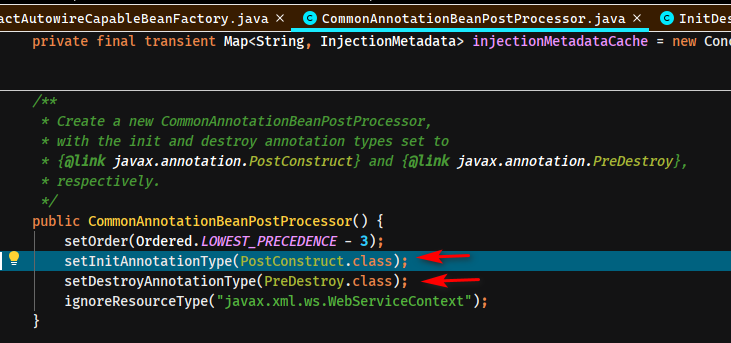 actAutowireCapableBeanFactory.java × C CommonAnnotationBeanPostProcessor.java × C InitDes
private final transient Map<String, InjectionMetadata> injectionMetadataCache = new Conc
/**
* Create a new CommonAnnotationBeanPostProcessor,
* with the init and destroy annotation types set to
* {@link javax.annotation.PostConstruct} and {@link javax.annotation.PreDestroy},
* respectively.
*/
public CommonAnnotationBeanPostProcessor() {
setOrder(Ordered.LOWEST_PRECEDENCE - 3);
setInitAnnotationType(PostConstruct.class);
setDestroyAnnotationType(PreDestroy.class);
ignoreResourceType("javax.xml.ws.WebServiceContext");
}